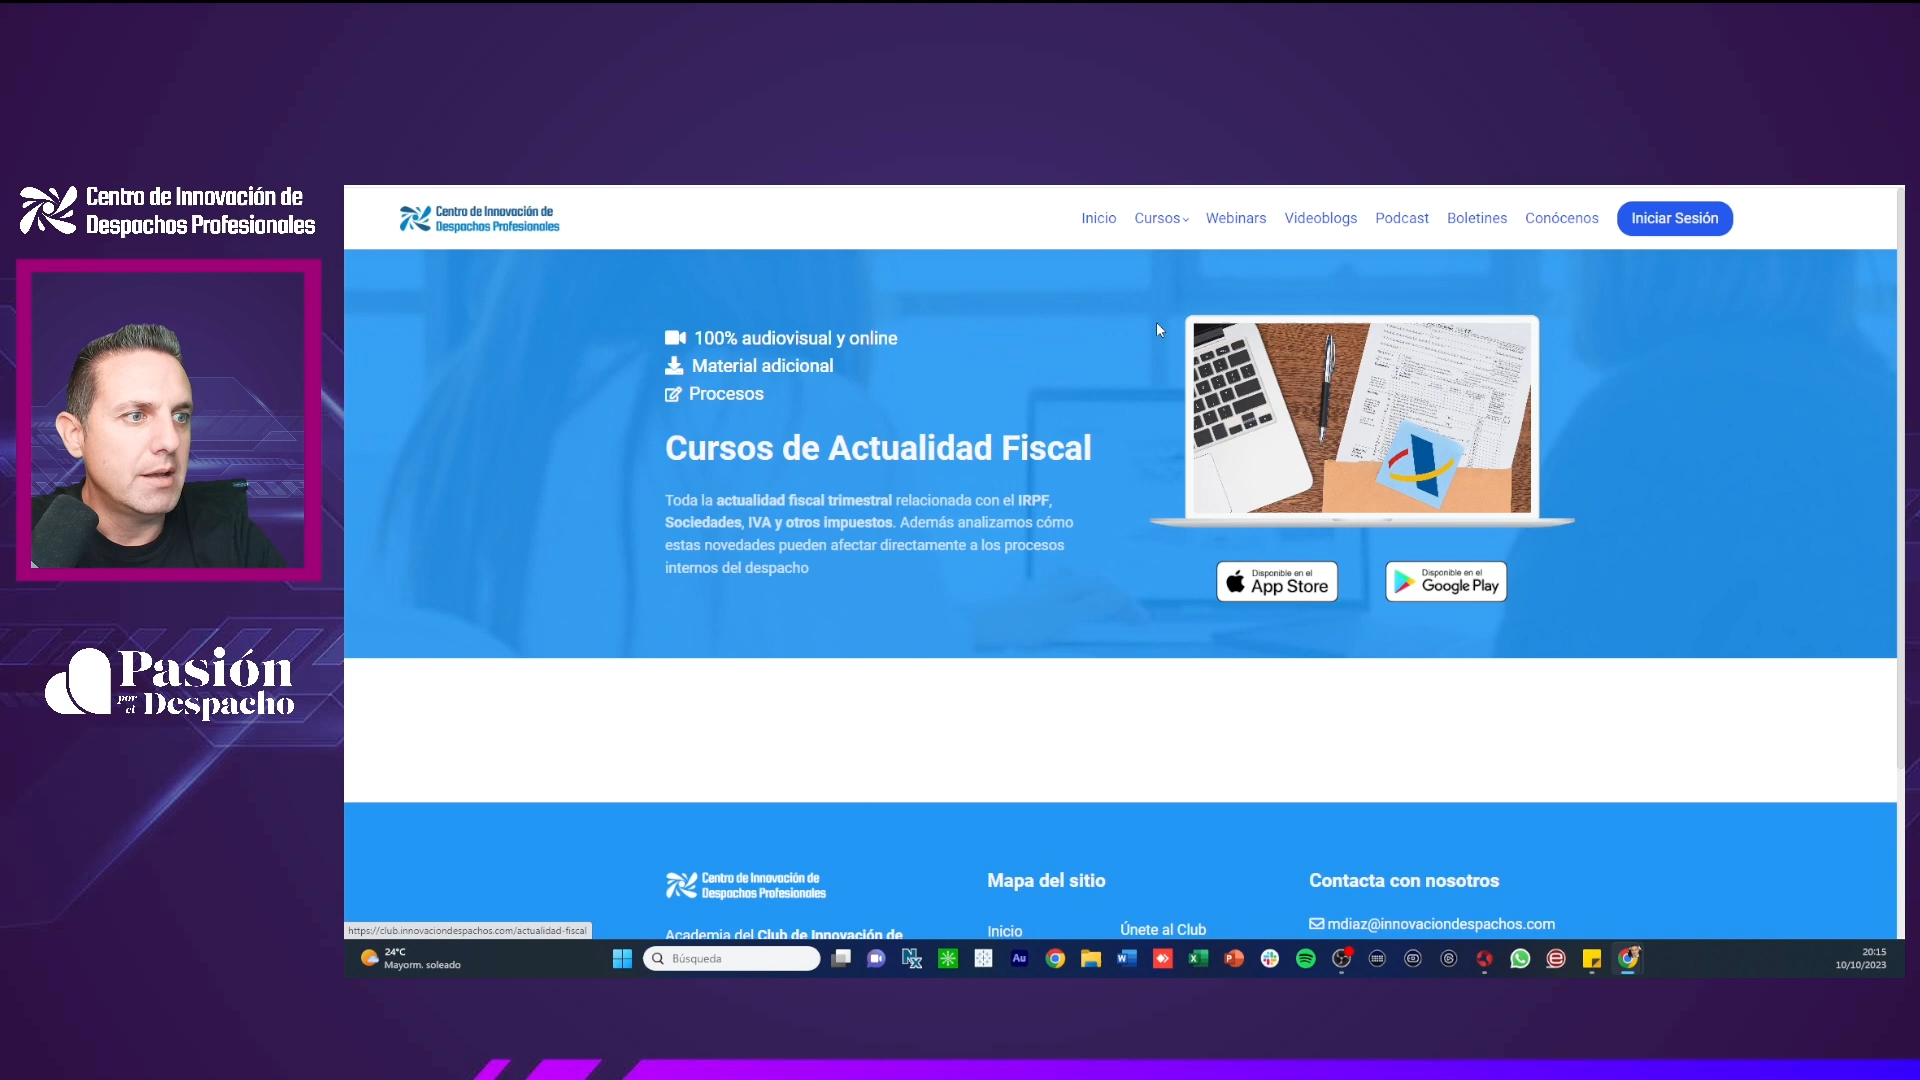 Centro de Innovación de
Despachos Profesionales
Pasión
por el Despacho
Centro de Innovación de
Despachos Profesionales
Inicio
Cursos
Webinars
Videoblogs
Podcast
Boletines
Conócenos
Iniciar Sesión
100% audiovisual y online
Material adicional
Procesos
Cursos de Actualidad Fiscal
Toda la actualidad fiscal trimestral relacionada con el IRPF,
Sociedades, IVA y otros impuestos. Además analizamos cómo
estas novedades pueden afectar directamente a los procesos
internos del despacho
Disponible en el
App Store
Disponible en el
Google Play
Centro de Innovación de
Despachos Profesionales
Academia del Club de Innovación de
Mapa del sitio
Inicio
Únete al Club
Contacta con nosotros
mdiaz@innovaciondespachos.com
https://club.innovaciondespachos.com/actualidad-fiscal
24°C
Mayorm. soleado
Búsqueda
Au
20:15
10/10/2023